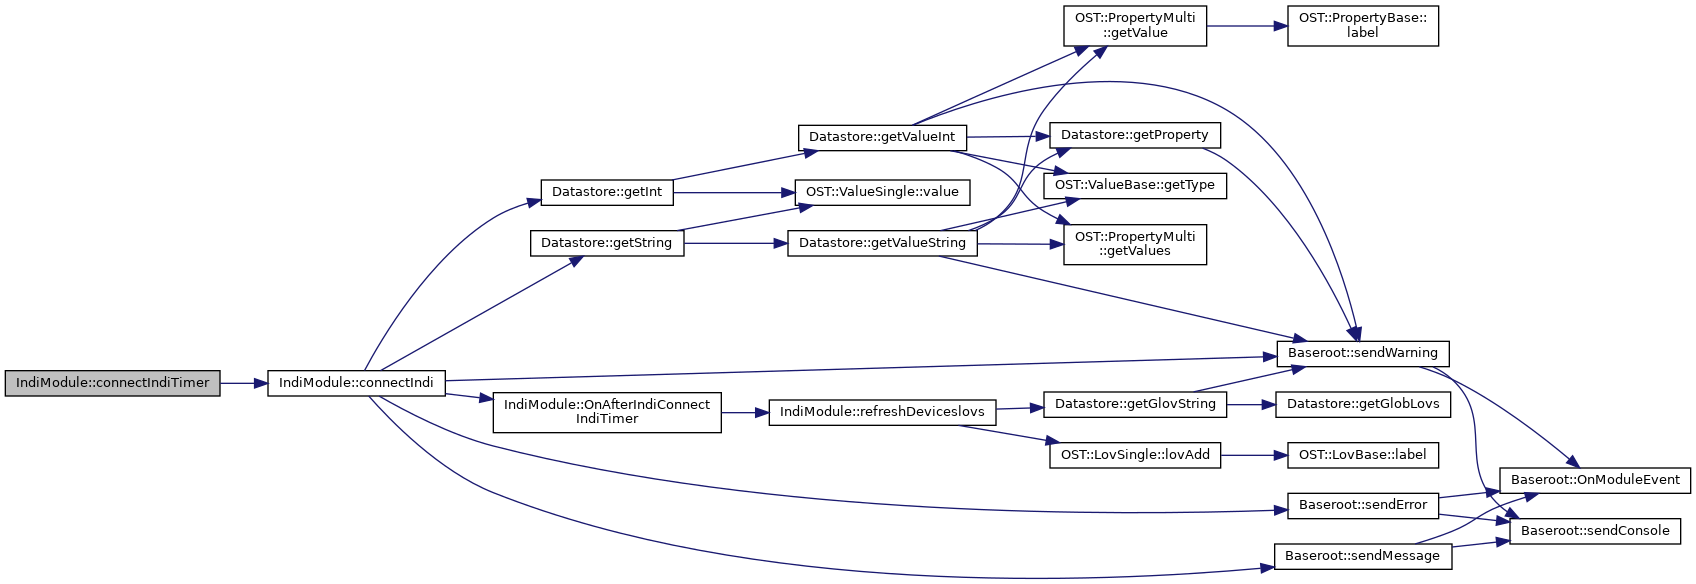 OST::PropertyMulti
::getValue
OST::PropertyBase::
label
Datastore::getValueInt
Datastore::getProperty
Datastore::getInt
OST::ValueSingle::value
OST::ValueBase::getType
Datastore::getString
Datastore::getValueString
OST::PropertyMulti
::getValues
Baseroot::sendWarning
IndiModule::connectIndiTimer
IndiModule::connectIndi
IndiModule::OnAfterIndiConnect
IndiTimer
IndiModule::refreshDeviceslovs
Datastore::getGlovString
Datastore::getGlobLovs
OST::LovSingle::lovAdd
OST::LovBase::label
Baseroot::OnModuleEvent
Baseroot::sendError
Baseroot::sendConsole
Baseroot::sendMessage